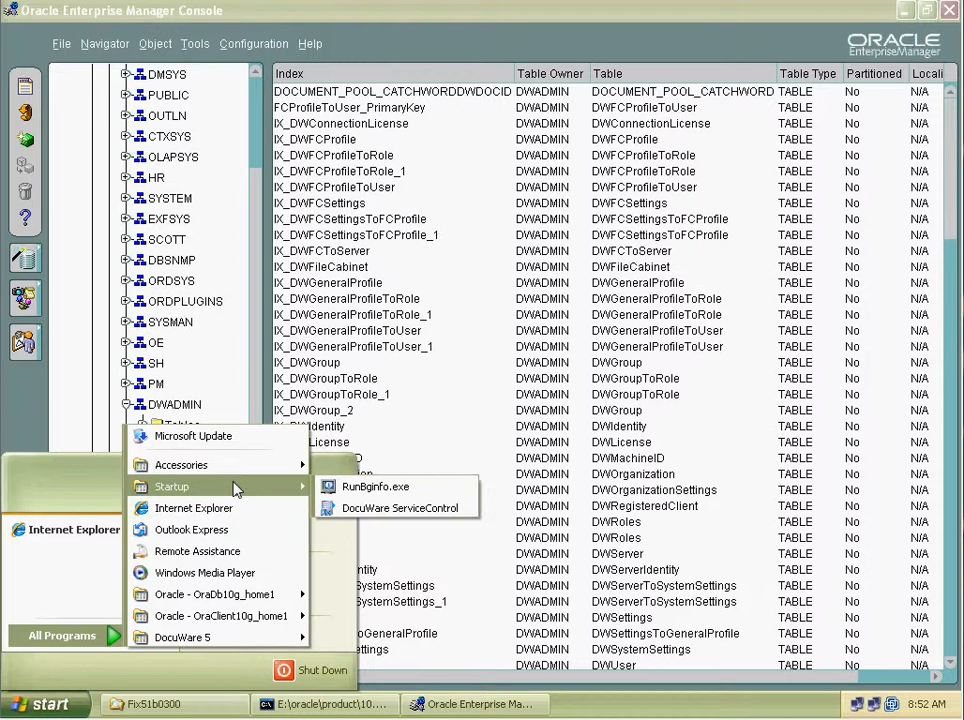 Oracle Enterprise Manager Console
File Navigator Object Tools Configuration Help
ORACLE
EnterpriseManager
DMSYS
PUBLIC
OUTLN
CTXSYS
OLAPSYS
HR
SYSTEM
EXFSYS
SCOTT
DBSNMP
ORDSYS
ORDPLUGINS
SYSMAN
OE
SH
PM
DWADMIN
Index Table Owner Table Table Type Partitioned Locali
DOCUMENT_POOL_CATCHWORDDWDOCID DWADMIN DOCUMENT_POOL_CATCHWORD TABLE No N/A
FCProfileToUser_PrimaryKey DWADMIN DWFCProfileToUser TABLE No N/A
IX_DWConnectionLicense DWADMIN DWConnectionLicense TABLE No N/A
IX_DWFCProfile DWADMIN DWFCProfile TABLE No N/A
IX_DWFCProfileToRole DWADMIN DWFCProfileToRole TABLE No N/A
IX_DWFCProfileToRole_1 DWADMIN DWFCProfileToRole TABLE No N/A
IX_DWFCProfileToUser DWADMIN DWFCProfileToUser TABLE No N/A
IX_DWFCSettings DWADMIN DWFCSettings TABLE No N/A
IX_DWFCSettingsToFCProfile DWADMIN DWFCSettingsToFCProfile TABLE No N/A
IX_DWFCSettingsToFCProfile_1 DWADMIN DWFCSettingsToFCProfile TABLE No N/A
IX_DWFCToServer DWADMIN DWFCToServer TABLE No N/A
IX_DWFileCabinet DWADMIN DWFileCabinet TABLE No N/A
IX_DWGeneralProfile DWADMIN DWGeneralProfile TABLE No N/A
IX_DWGeneralProfileToRole DWADMIN DWGeneralProfileToRole TABLE No N/A
IX_DWGeneralProfileToRole_1 DWADMIN DWGeneralProfileToRole TABLE No N/A
IX_DWGeneralProfileToUser DWADMIN DWGeneralProfileToUser TABLE No N/A
IX_DWGeneralProfileToUser_1 DWADMIN DWGeneralProfileToUser TABLE No N/A
IX_DWGroup DWADMIN DWGroup TABLE No N/A
IX_DWGroupToRole DWADMIN DWGroupToRole TABLE No N/A
IX_DWGroupToRole_1 DWADMIN DWGroupToRole TABLE No N/A
IX_DWGroup_2 DWADMIN DWGroup TABLE No N/A
dentity DWADMIN DWIdentity TABLE No N/A
License DWADMIN DWLicense TABLE No N/A
D DWADMIN DWMachineID TABLE No N/A
DWADMIN DWOrganization TABLE No N/A
DWADMIN DWOrganizationSettings TABLE No N/A
DWADMIN DWRegisteredClient TABLE No N/A
DWADMIN DWRoles TABLE No N/A
DWADMIN DWRoles TABLE No N/A
DWADMIN DWServer TABLE No N/A
ntity DWADMIN DWServerIdentity TABLE No N/A
ystemSettings DWADMIN DWServerToSystemSettings TABLE No N/A
ystemSettings_1 DWADMIN DWServerToSystemSettings TABLE No N/A
DWADMIN DWSettings TABLE No N/A
oGeneralProfile DWADMIN DWSettingsToGeneralProfile TABLE No N/A
ttings DWADMIN DWSystemSettings TABLE No N/A
DWADMIN DWUser TABLE No N/A
Microsoft Update
Accessories
Startup
Internet Explorer
Outlook Express
Remote Assistance
Windows Media Player
Oracle - OraDb10g_home1
Oracle - OraClient10g_home1
DocuWare 5
RunBginfo.exe
DocuWare ServiceControl
Internet Explorer
All Programs
Shut Down
start Fix51b0300 E:\oracle\product\10.... Oracle Enterprise Ma... 8:52 AM